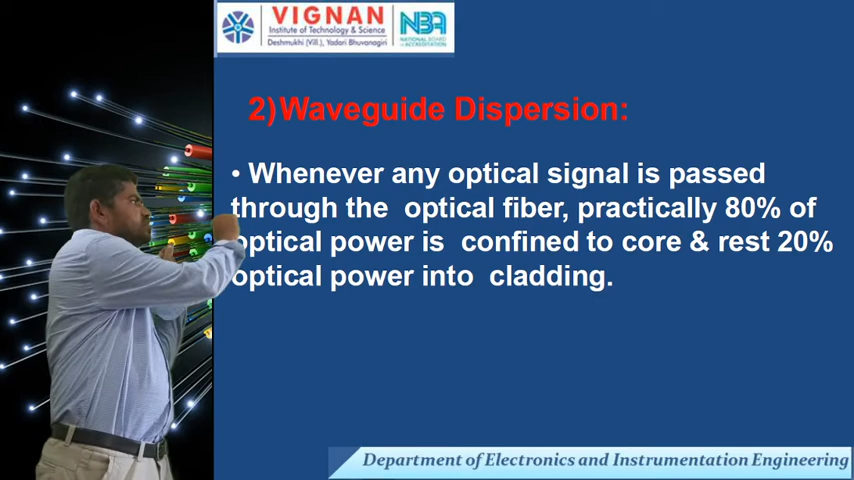 VIGNAN
Institute of Technology & Science
Deshmukhi (Vill.), Yadari Bhuvanagiri
NBA
NATIONAL BOARD
of ACCREDITATION
2) Waveguide Dispersion:
• Whenever any optical signal is passed
through the optical fiber, practically 80% of
optical power is confined to core & rest 20%
optical power into cladding.
Department of Electronics and Instrumentation Engineering